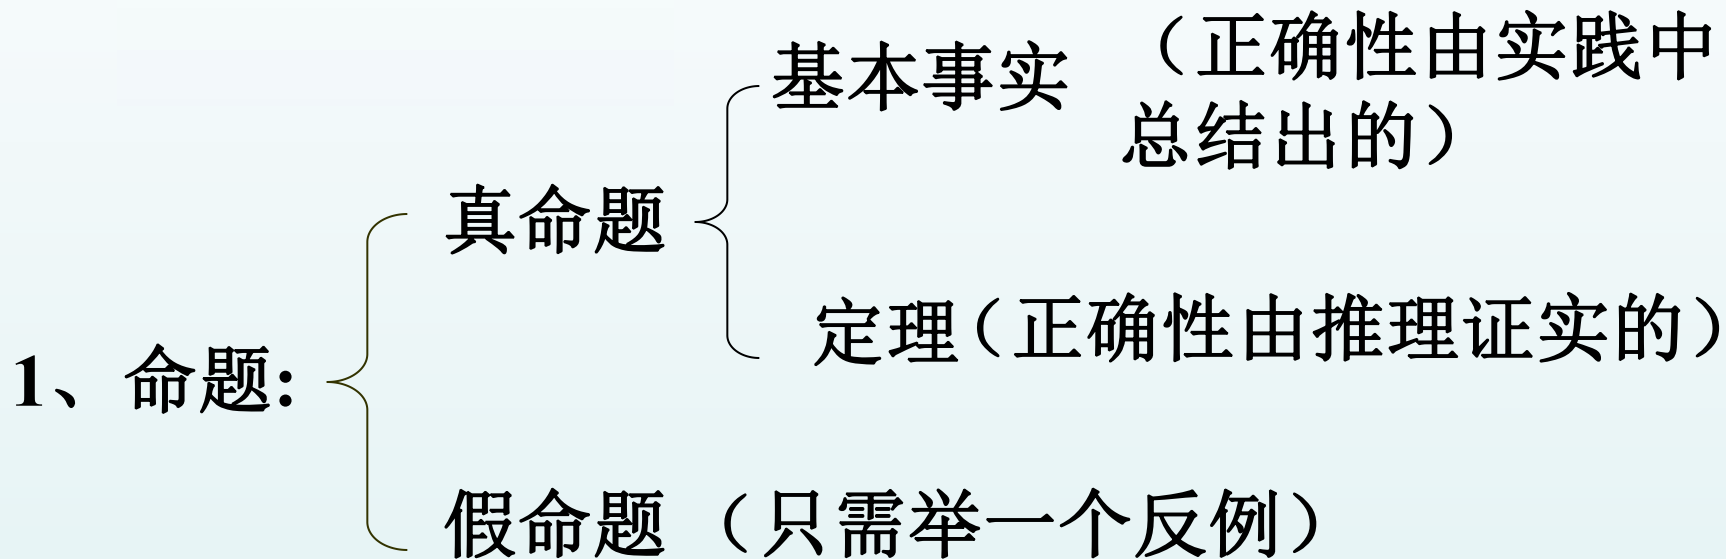 基本事实 （正确性由实践中
总结出的）
真命题
定理（正确性由推理证实的）
1、命题:
假命题 （只需举一个反例）